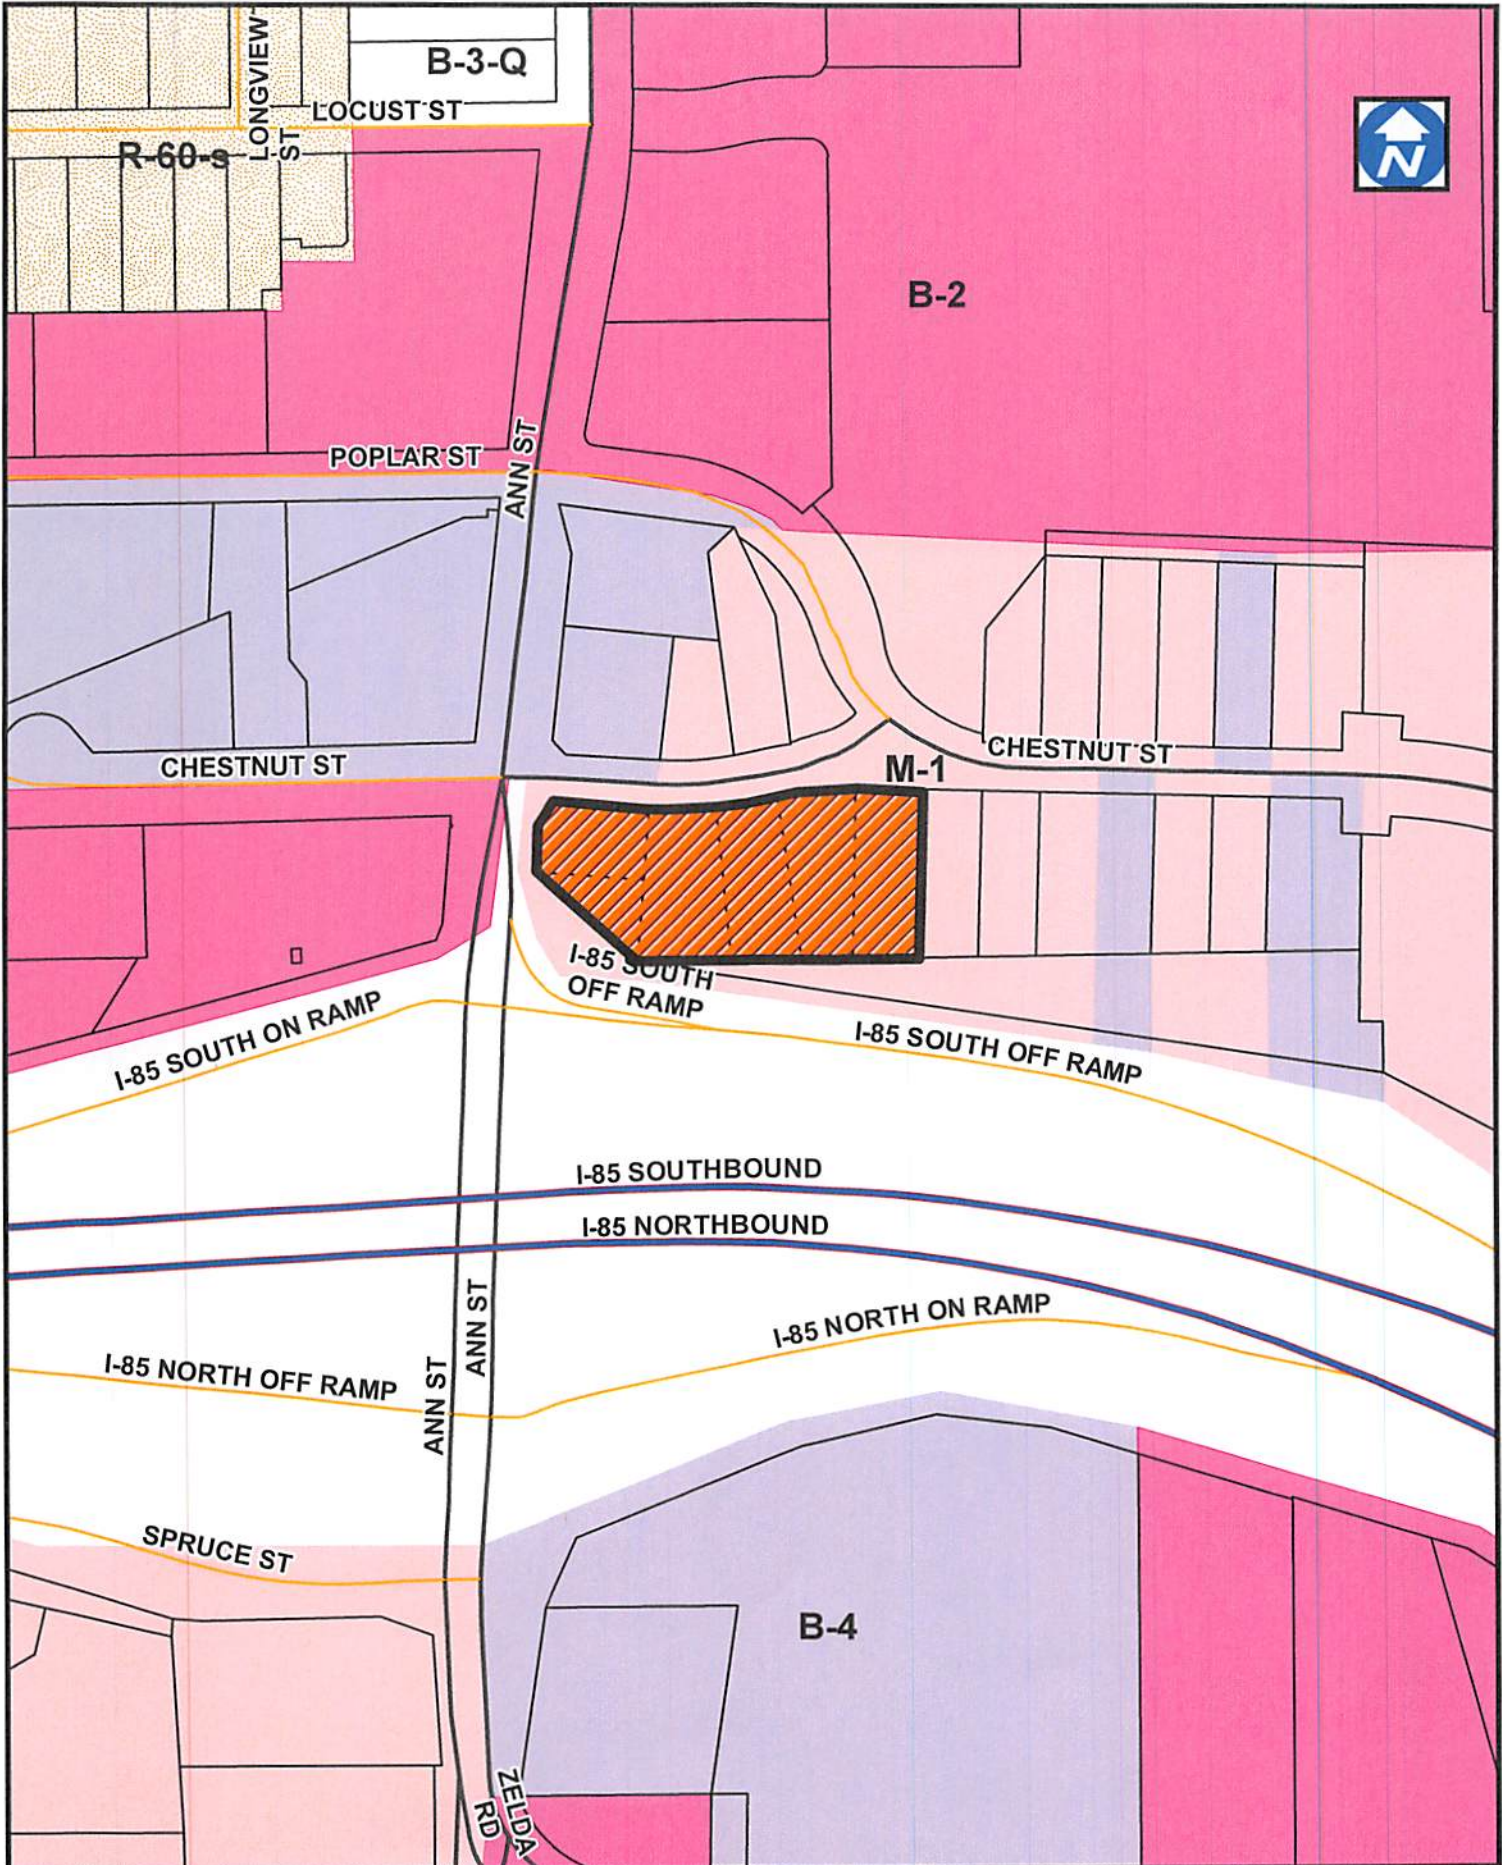 LONGVIEW
ST
B-3-Q
LOCUST ST
R-60-s
N
B-2
POPLAR ST
ANN ST
CHESTNUT ST
CHESTNUT ST
M-1
I-85 SOUTH
OFF RAMP
I-85 SOUTH ON RAMP
I-85 SOUTH OFF RAMP
I-85 SOUTHBOUND
I-85 NORTHBOUND
ANN ST
I-85 NORTH ON RAMP
I-85 NORTH OFF RAMP
ANN ST
SPRUCE ST
B-4
ZELDA
RD